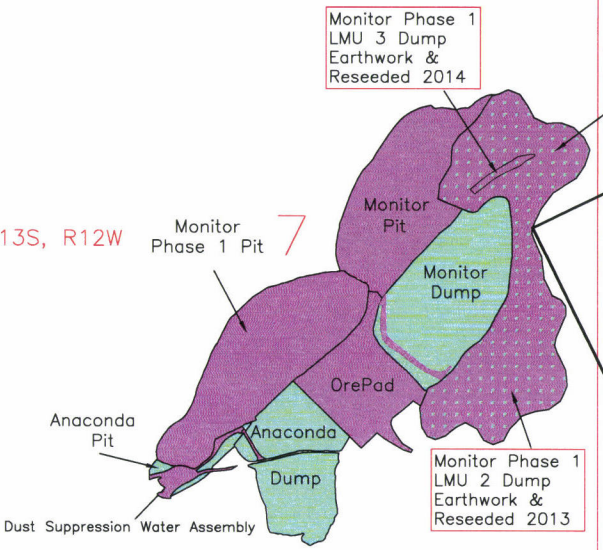 Monitor Phase 1
LMU 3 Dump
Earthwork &
Reseeded 2014
13S, R12W
Monitor
Phase 1 Pit
7
Monitor
Pit
Monitor
Dump
OrePad
Anaconda
Pit
Anaconda
Dump
Dust Suppression Water Assembly
Monitor Phase 1
LMU 2 Dump
Earthwork &
Reseeded 2013